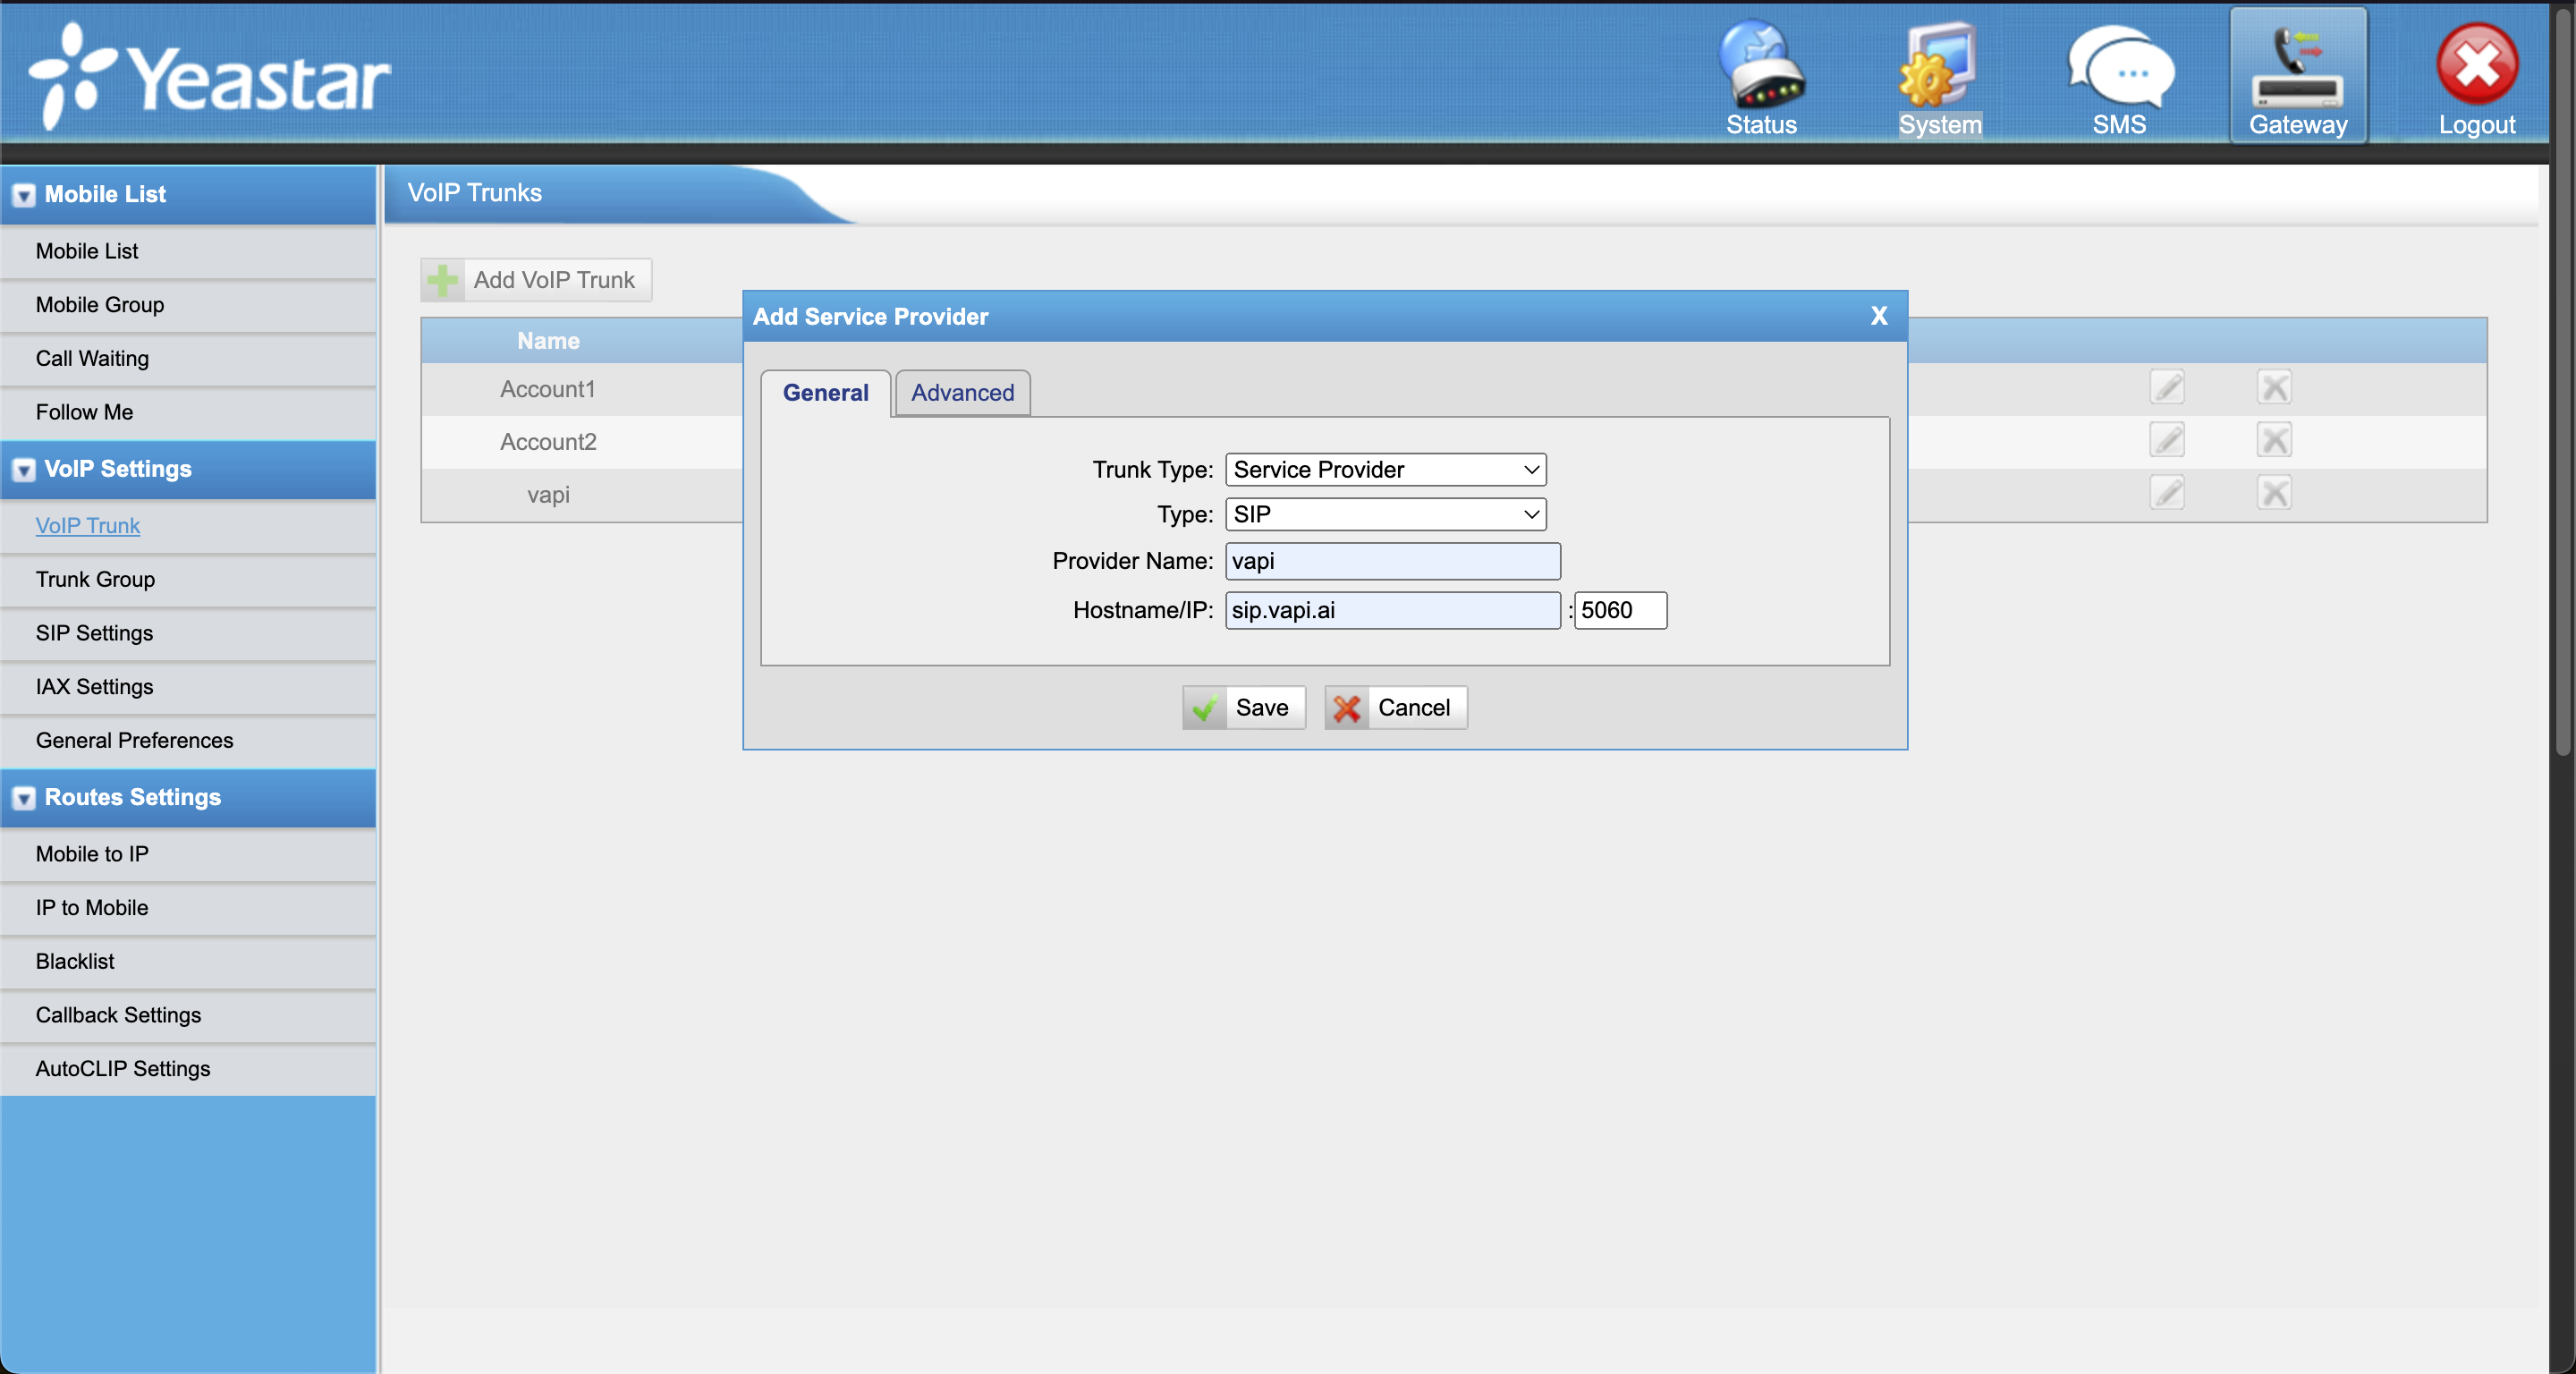 Yeastar
Status
System
SMS
Gateway
Logout
Mobile List
Mobile List
Mobile Group
Call Waiting
Follow Me
VoIP Settings
VoIP Trunk
Trunk Group
SIP Settings
IAX Settings
General Preferences
Routes Settings
Mobile to IP
IP to Mobile
Blacklist
Callback Settings
AutoCLIP Settings
VoIP Trunks
Add VoIP Trunk
Name
Account1
Account2
vapi
Add Service Provider
X
General
Advanced
Trunk Type: Service Provider
Type: SIP
Provider Name: vapi
Hostname/IP: sip.vapi.ai : 5060
Save
Cancel